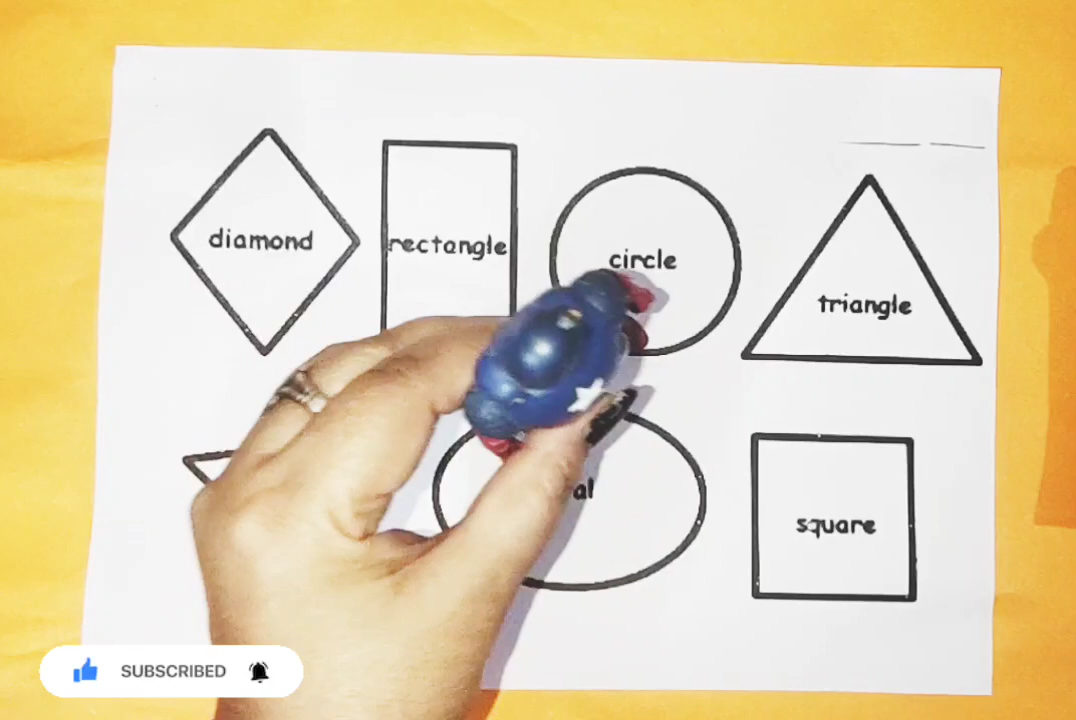 diamond
rectangle
circle
triangle
al
square
SUBSCRIBED